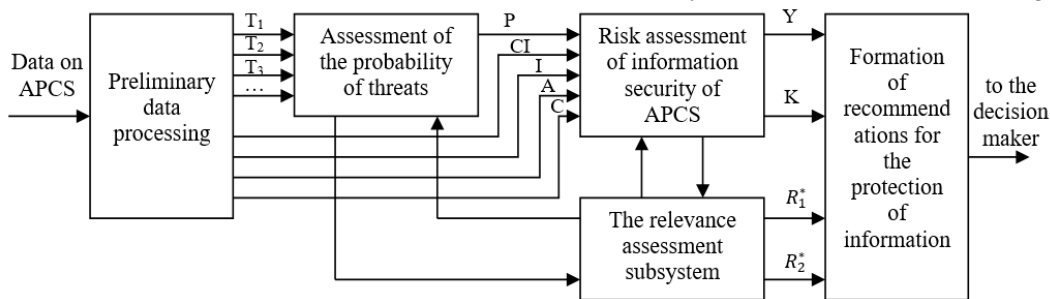 Data on
APCS
Preliminary
data
processing
T₁
T₂
T₃
…
Assessment of
the probability
of threats
P
CI
I
A
C
Risk assessment
of information
security of
APCS
Y
K
The relevance
assessment
subsystem
R₁*
R₂*
Formation
of
recommend
ations for
the
protection
of
information
to the
decision
maker